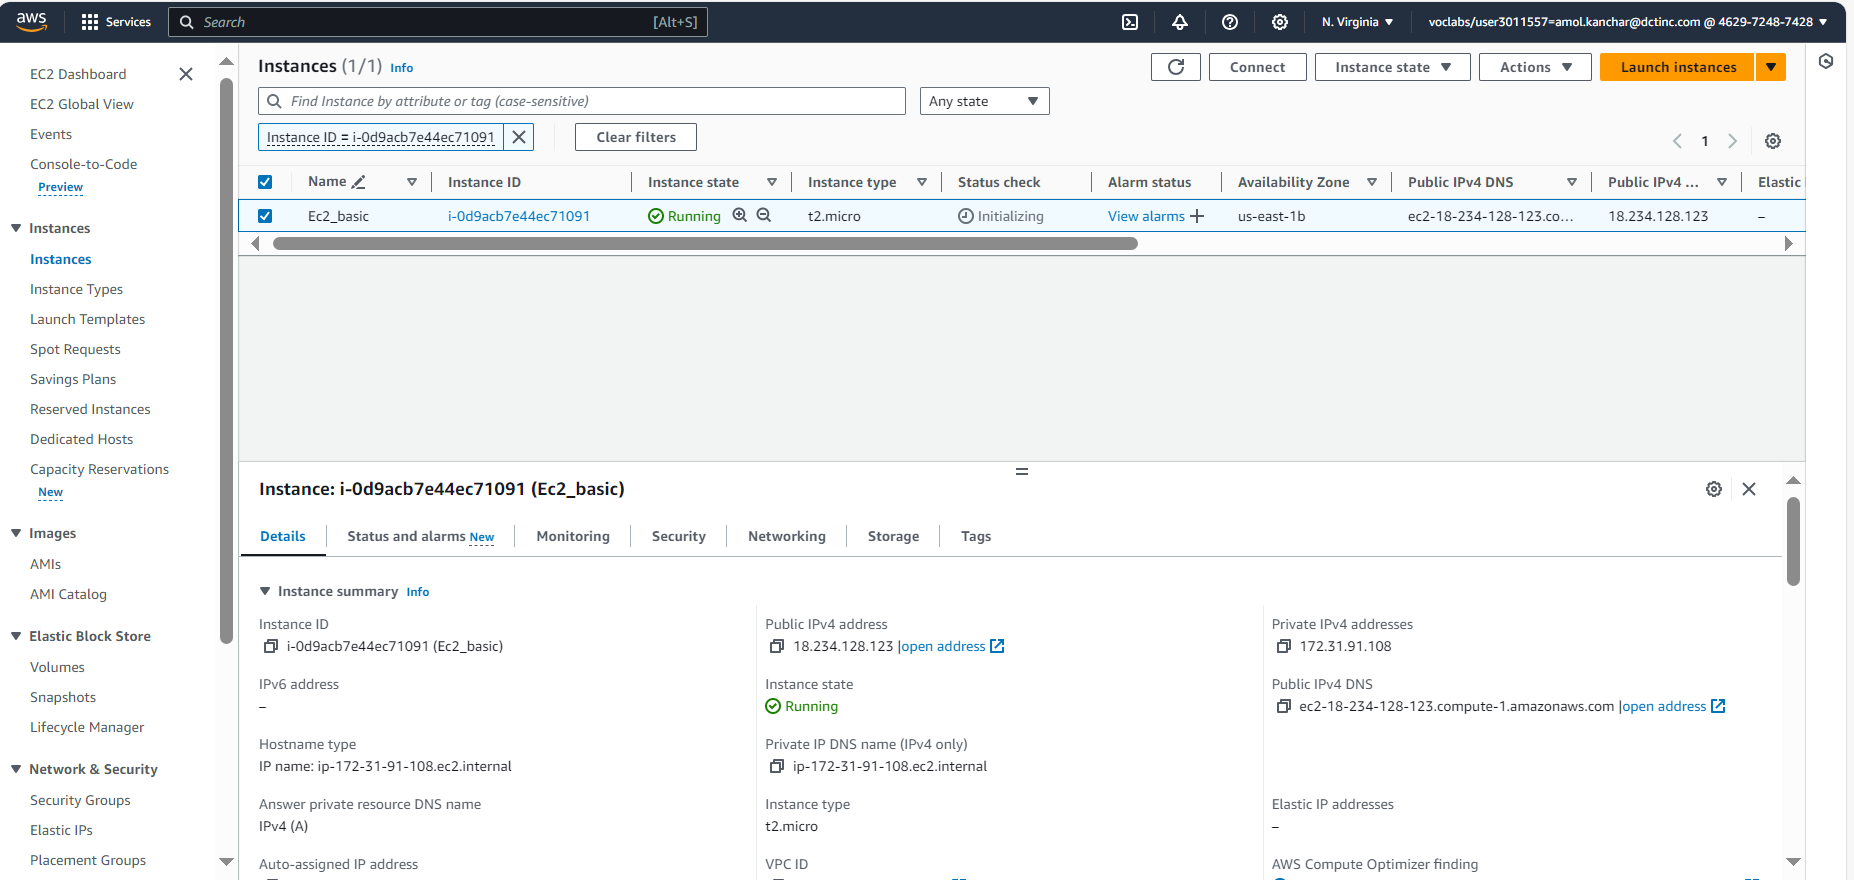 aws
Services
Search
[Alt+S]
N. Virginia
voclabs/user3011557=amol.kanchar@dctinc.com @ 4629-7248-7428
EC2 Dashboard
EC2 Global View
Events
Console-to-Code
Preview
Instances
Instances
Instance Types
Launch Templates
Spot Requests
Savings Plans
Reserved Instances
Dedicated Hosts
Capacity Reservations
New
Images
AMIs
AMI Catalog
Elastic Block Store
Volumes
Snapshots
Lifecycle Manager
Network & Security
Security Groups
Elastic IPs
Placement Groups
Instances (1/1) Info
Connect
Instance state
Actions
Launch instances
Find Instance by attribute or tag (case-sensitive)
Any state
Instance ID = i-0d9acb7e44ec71091
Clear filters
1
Name
Instance ID
Instance state
Instance type
Status check
Alarm status
Availability Zone
Public IPv4 DNS
Public IPv4 ...
Elastic
Ec2_basic
i-0d9acb7e44ec71091
Running
t2.micro
Initializing
View alarms
us-east-1b
ec2-18-234-128-123.co...
18.234.128.123
–
Instance: i-0d9acb7e44ec71091 (Ec2_basic)
Details
Status and alarms New
Monitoring
Security
Networking
Storage
Tags
Instance summary Info
Instance ID
i-0d9acb7e44ec71091 (Ec2_basic)
Public IPv4 address
18.234.128.123 |open address
Private IPv4 addresses
172.31.91.108
IPv6 address
–
Instance state
Running
Public IPv4 DNS
ec2-18-234-128-123.compute-1.amazonaws.com |open address
Hostname type
IP name: ip-172-31-91-108.ec2.internal
Private IP DNS name (IPv4 only)
ip-172-31-91-108.ec2.internal
Answer private resource DNS name
IPv4 (A)
Instance type
t2.micro
Elastic IP addresses
–
Auto-assigned IP address
VPC ID
AWS Compute Optimizer finding